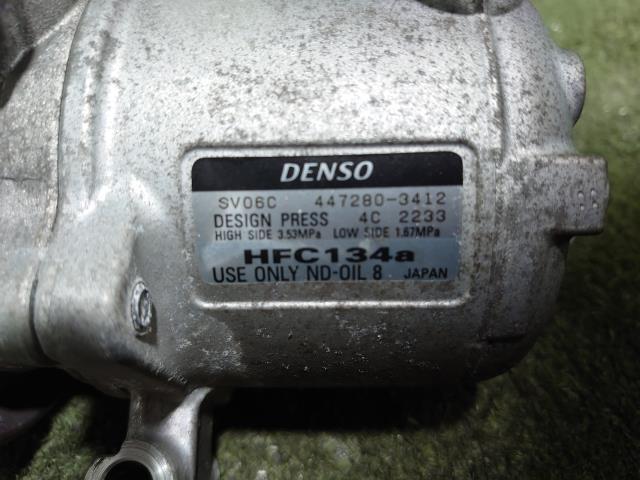 DENSO
SV06C 447280-3412
DESIGN PRESS 4C 2233
HIGH SIDE 3.53MPa LOW SIDE 1.67MPa
HFC134a
USE ONLY ND-OIL 8 JAPAN